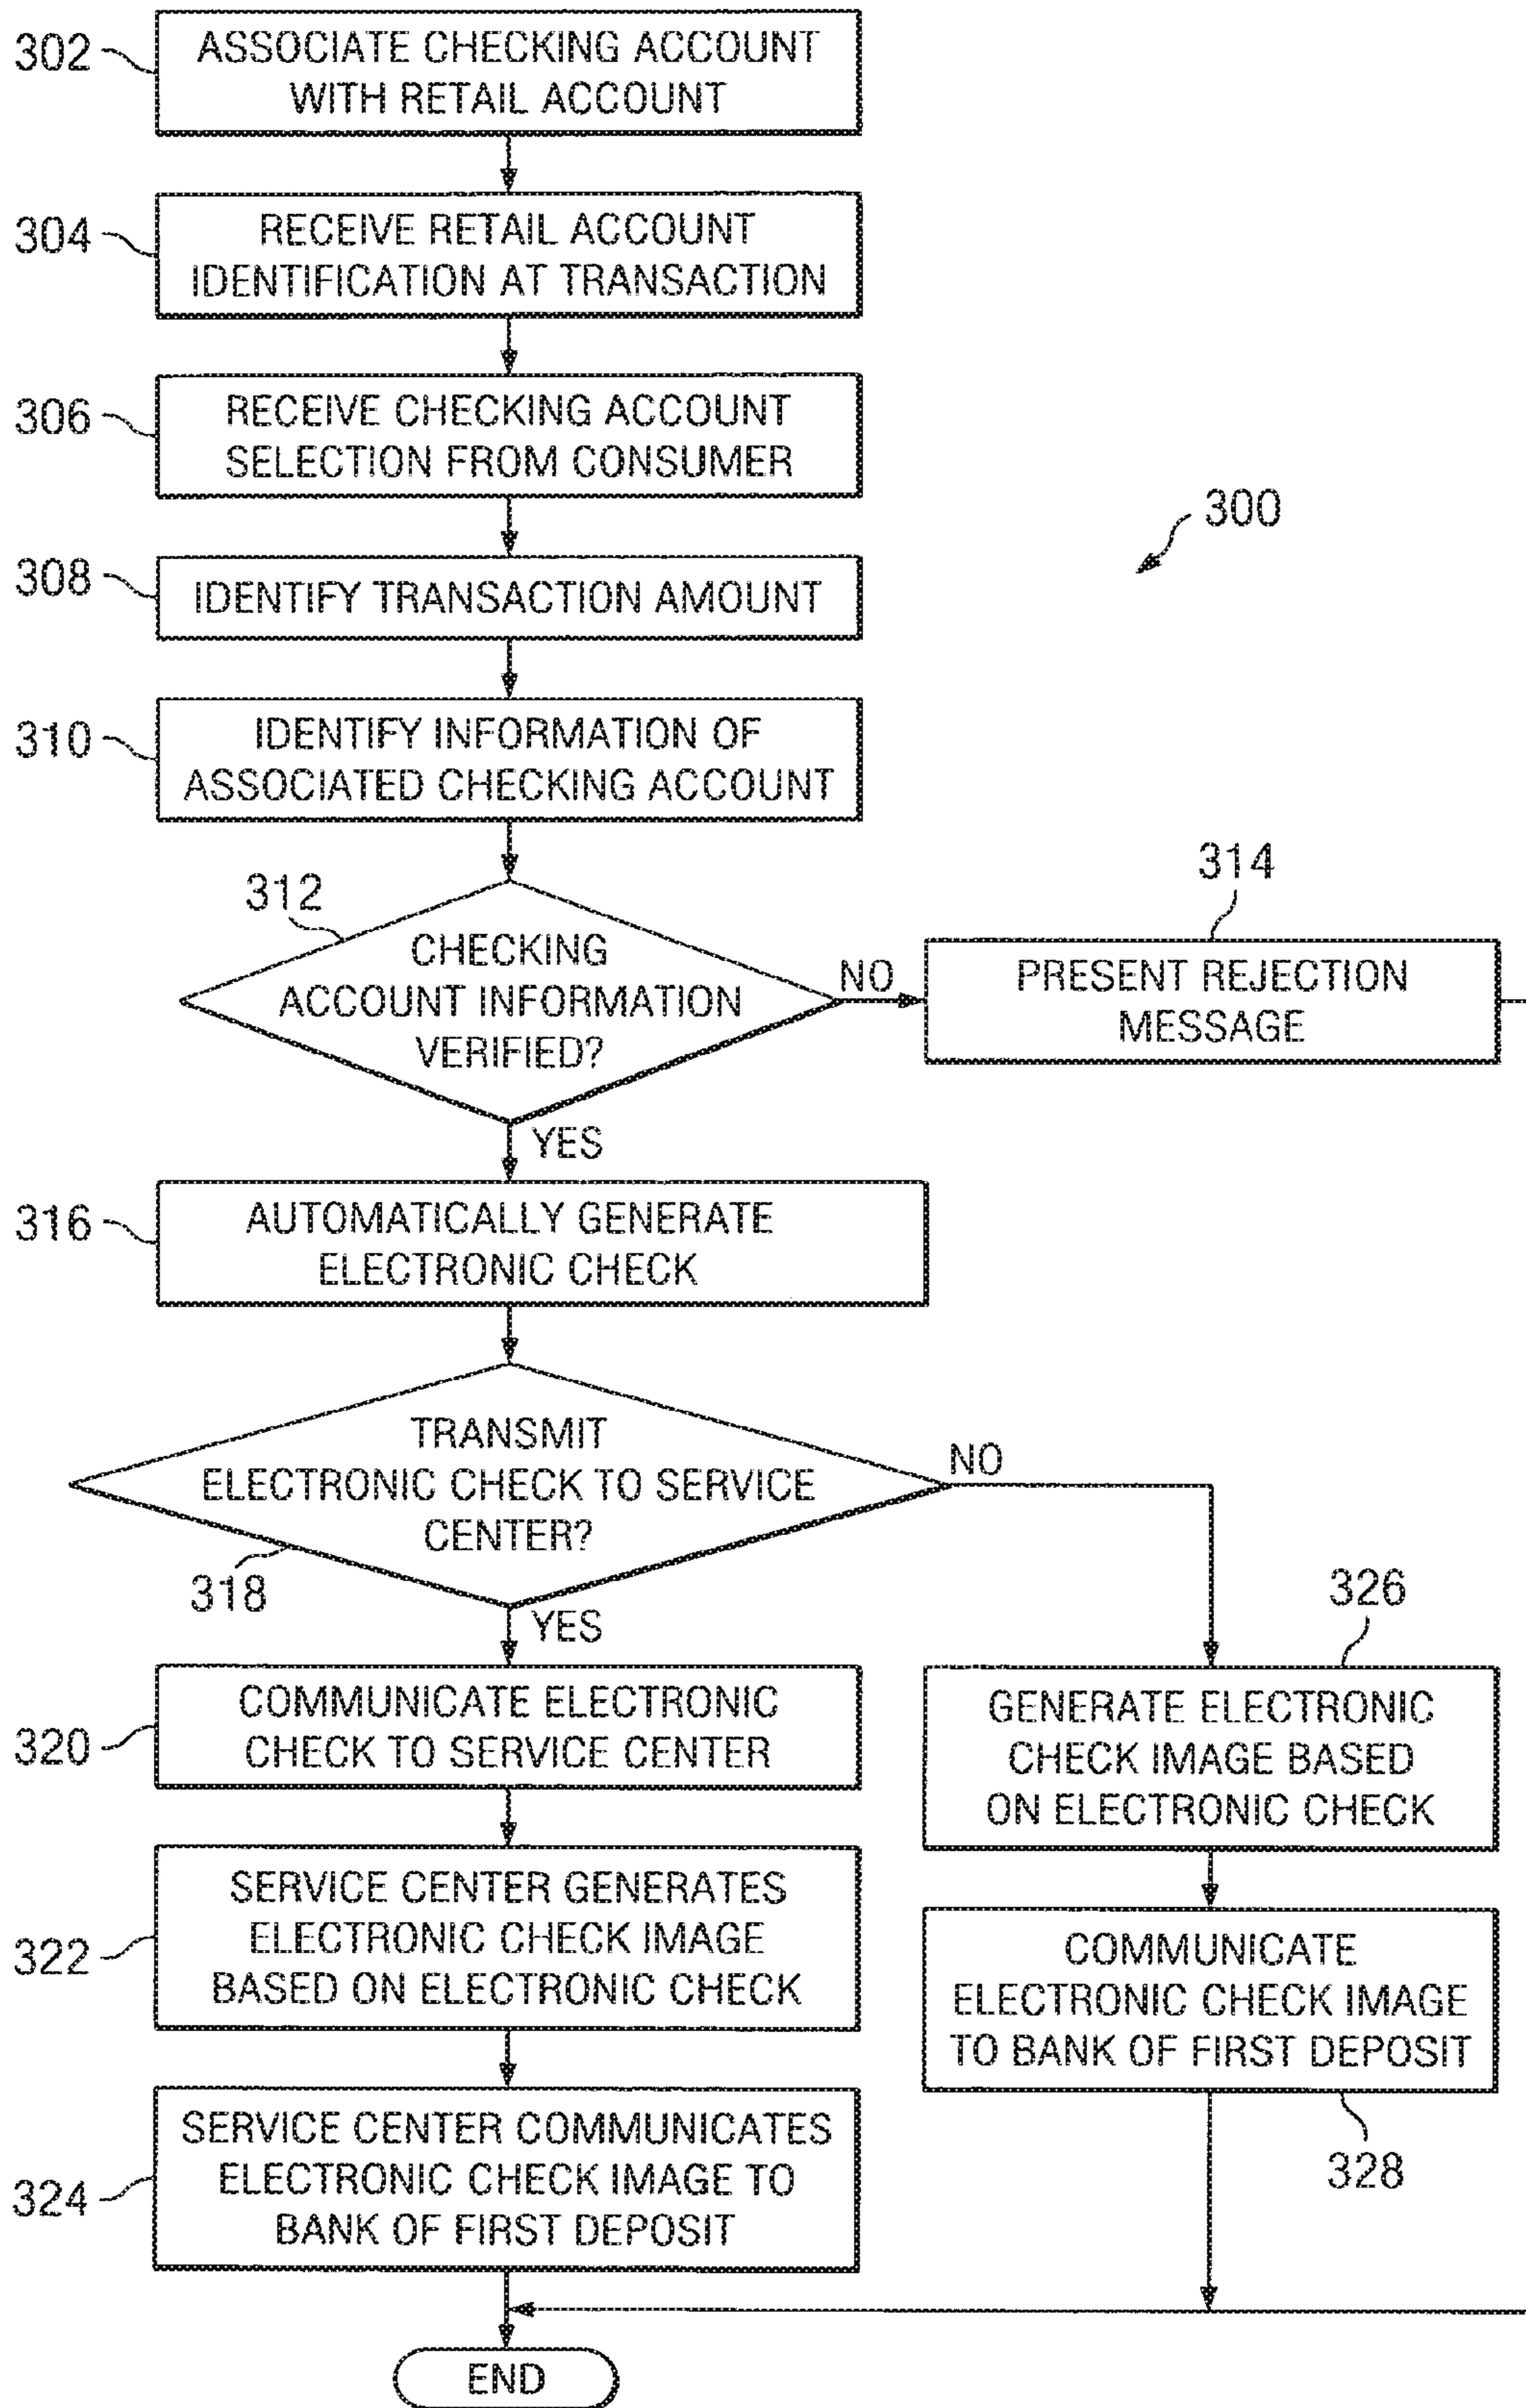 302
ASSOCIATE CHECKING ACCOUNT
WITH RETAIL ACCOUNT
304
RECEIVE RETAIL ACCOUNT
IDENTIFICATION AT TRANSACTION
306
RECEIVE CHECKING ACCOUNT
SELECTION FROM CONSUMER
300
308
IDENTIFY TRANSACTION AMOUNT
310
IDENTIFY INFORMATION OF
ASSOCIATED CHECKING ACCOUNT
312
CHECKING
ACCOUNT INFORMATION
VERIFIED?
NO
314
PRESENT REJECTION
MESSAGE
YES
316
AUTOMATICALLY GENERATE
ELECTRONIC CHECK
TRANSMIT
ELECTRONIC CHECK TO SERVICE
CENTER?
318
NO
YES
320
COMMUNICATE ELECTRONIC
CHECK TO SERVICE CENTER
326
GENERATE ELECTRONIC
CHECK IMAGE BASED
ON ELECTRONIC CHECK
322
SERVICE CENTER GENERATES
ELECTRONIC CHECK IMAGE
BASED ON ELECTRONIC CHECK
COMMUNICATE
ELECTRONIC CHECK IMAGE
TO BANK OF FIRST DEPOSIT
328
324
SERVICE CENTER COMMUNICATES
ELECTRONIC CHECK IMAGE TO
BANK OF FIRST DEPOSIT
END